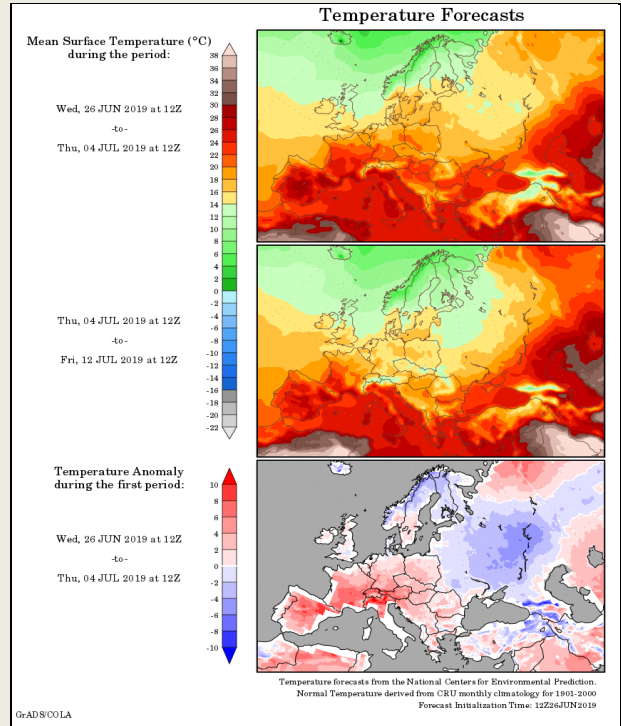 Temperature Forecasts
Mean Surface Temperature (°C)
during the period:
Wed, 26 JUN 2019 at 12Z
-to-
Thu, 04 JUL 2019 at 12Z
38
36
34
32
30
28
26
24
22
20
18
16
14
12
10
8
6
4
2
0
-2
-4
-6
-8
-10
-12
-14
-16
-18
-20
-22
Thu, 04 JUL 2019 at 12Z
-to-
Fri, 12 JUL 2019 at 12Z
Temperature Anomaly
during the first period:
Wed, 26 JUN 2019 at 12Z
-to-
Thu, 04 JUL 2019 at 12Z
10
8
6
4
2
0
-2
-4
-6
-8
-10
Temperature forecasts from the National Centers for Environmental Prediction.
Normal Temperature derived from CRU monthly climatology for 1901-2000
Forecast Initialization Time: 12Z26JUN2019
GrADS/COLA